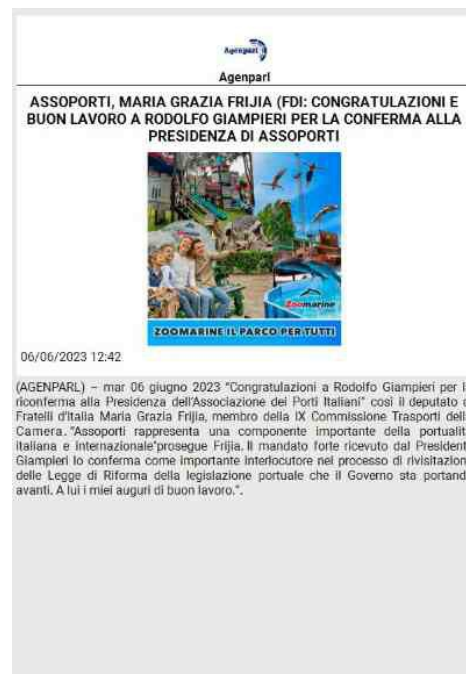 Agenparl
Agenparl
ASSOPORTI, MARIA GRAZIA FRIJIA (FDI: CONGRATULAZIONI E
BUON LAVORO A RODOLFO GIAMPIERI PER LA CONFERMA ALLA
PRESIDENZA DI ASSOPORTI
Zoomarine
ZOOMARINE IL PARCO PER TUTTI
06/06/2023 12:42
(AGENPARL) – mar 06 giugno 2023 "Congratulazioni a Rodolfo Giampieri per l
riconferma alla Presidenza dell'Associazione dei Porti Italiani" così il deputato d
Fratelli d'Italia Maria Grazia Frijia, membro della IX Commissione Trasporti dell
Camera. "Assoporti rappresenta una componente importante della portualit
italiana e internazionale"prosegue Frijia. Il mandato forte ricevuto dal President
Giampieri lo conferma come importante interlocutore nel processo di rivisitazion
delle Legge di Riforma della legislazione portuale che il Governo sta portand
avanti. A lui i miei auguri di buon lavoro.".